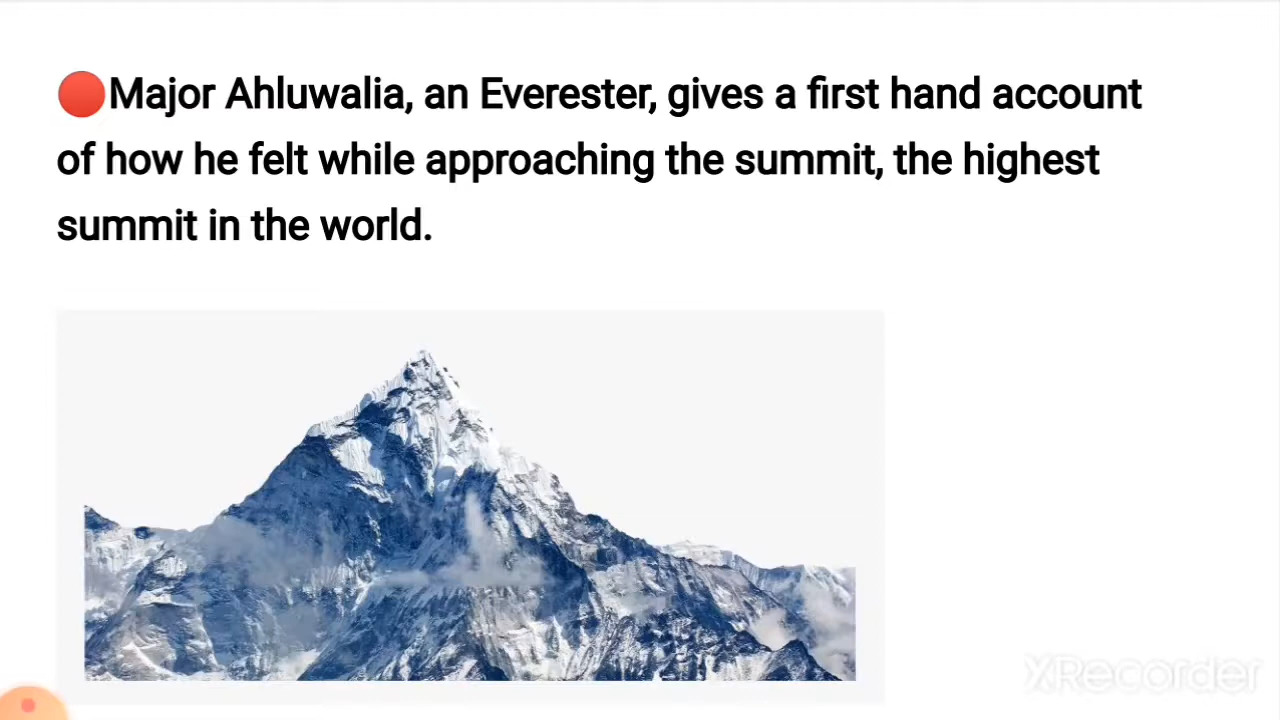 🔴Major Ahluwalia, an Everester, gives a first hand account
of how he felt while approaching the summit, the highest
summit in the world.
XRecorder